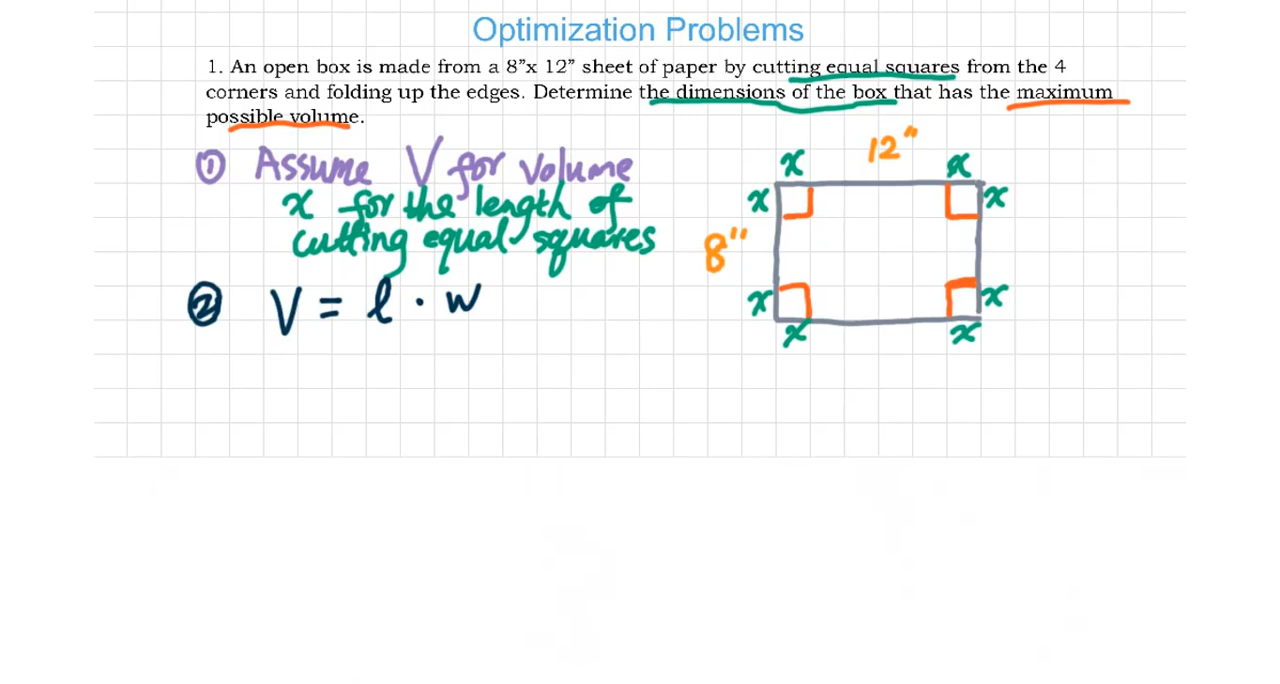 Optimization Problems
1. An open box is made from a 8”x 12” sheet of paper by cutting equal squares from the 4
corners and folding up the edges. Determine the dimensions of the box that has the maximum
possible volume.
① Assume V for Volume
x for the length of
cutting equal squares
② V = l · w
12"
x x
x x
8"
x x
x x